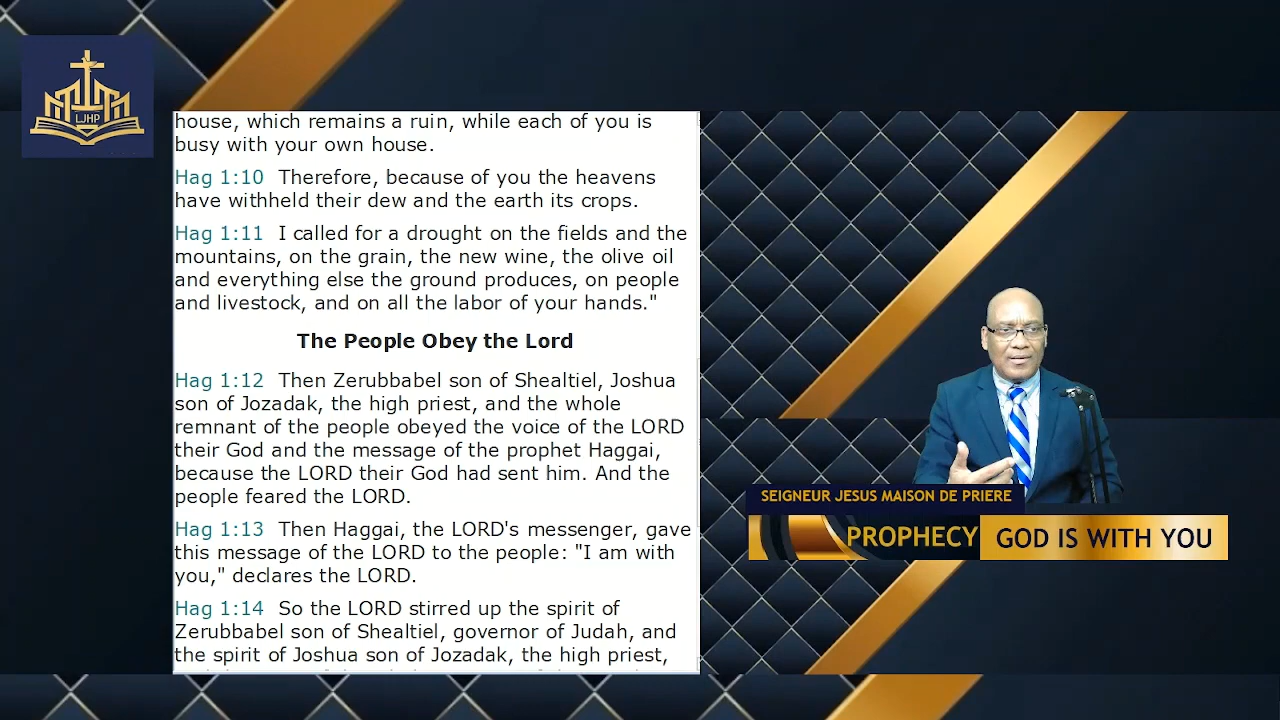 LJHP
house, which remains a ruin, while each of you is
busy with your own house.
Hag 1:10 Therefore, because of you the heavens
have withheld their dew and the earth its crops.
Hag 1:11 I called for a drought on the fields and the
mountains, on the grain, the new wine, the olive oil
and everything else the ground produces, on people
and livestock, and on all the labor of your hands."
The People Obey the Lord
Hag 1:12 Then Zerubbabel son of Shealtiel, Joshua
son of Jozadak, the high priest, and the whole
remnant of the people obeyed the voice of the LORD
their God and the message of the prophet Haggai,
because the LORD their God had sent him. And the
people feared the LORD.
Hag 1:13 Then Haggai, the LORD's messenger, gave
this message of the LORD to the people: "I am with
you," declares the LORD.
Hag 1:14 So the LORD stirred up the spirit of
Zerubbabel son of Shealtiel, governor of Judah, and
the spirit of Joshua son of Jozadak, the high priest,
SEIGNEUR JESUS MAISON DE PRIERE
PROPHECY GOD IS WITH YOU